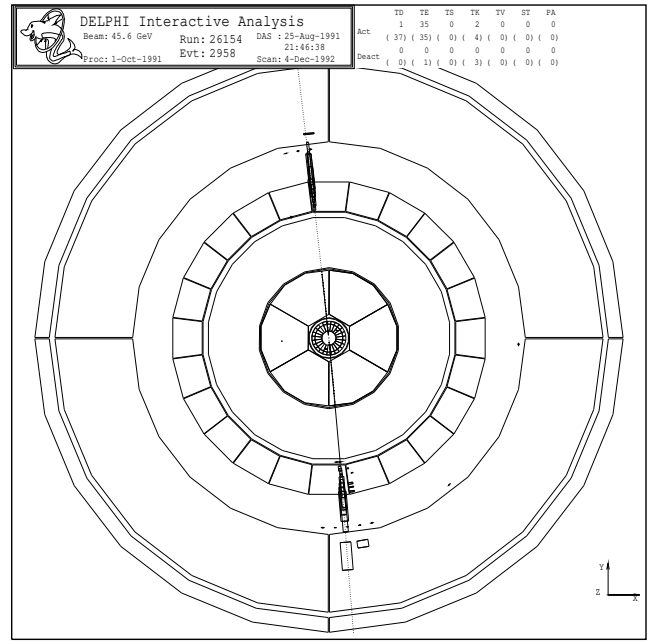 DELPHI Interactive Analysis
Beam: 45.6 GeV Run: 26154 DAS : 25-Aug-1991
21:46:38
Proc: 1-Oct-1991 Evt: 2958 Scan: 4-Dec-1992
TD TE TS TK TV ST PA
Act 1 35 0 2 0 0 0
( 37) ( 35) ( 0) ( 4) ( 0) ( 0) ( 0)
Deact 0 0 0 0 0 0 0
( 0) ( 1) ( 0) ( 3) ( 0) ( 0) ( 0)
Y
Z X